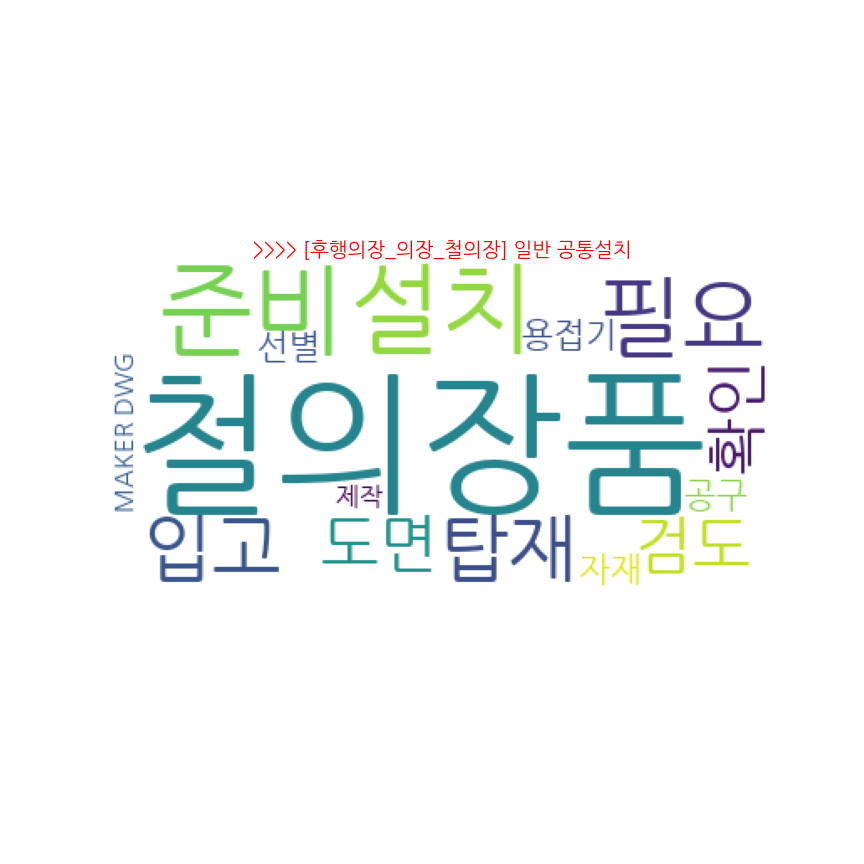 >>>> [후행의장_의장_철의장] 일반 공통설치
준비 설치 필요
선별 용접기
MAKER DWG
철의장품
확인
제작 공구
입고 도면 탑재 검도
자재